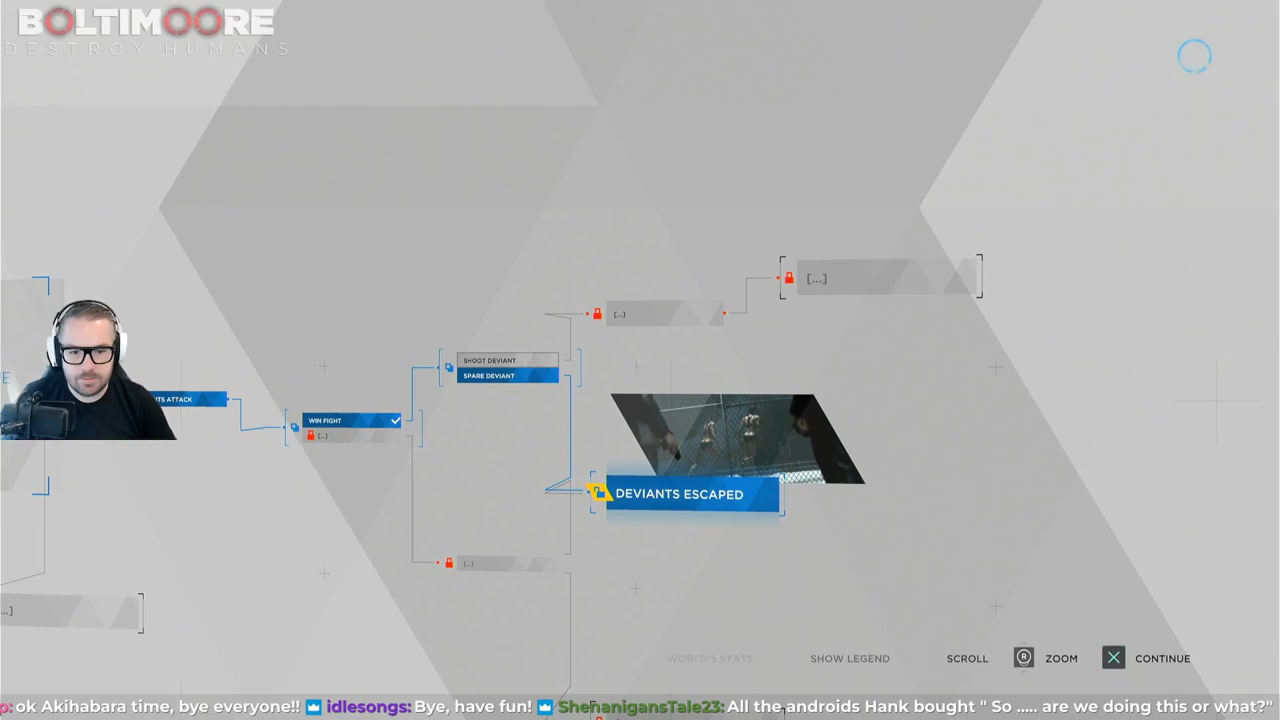 BOLTIMOORE
DESTROY HUMANS
[...]
[...]
SHOOT DEVIANT
SPARE DEVIANT
TS ATTACK
WIN FIGHT
[...]
DEVIANTS ESCAPED
[...]
...]
WORLD'S STATS
SHOW LEGEND
SCROLL
R
ZOOM
CONTINUE
p: ok Akihabara time, bye everyone!! idlesongs: Bye, have fun! ShenanigansTale23: All the androids Hank bought " So ..... are we doing this or what?"